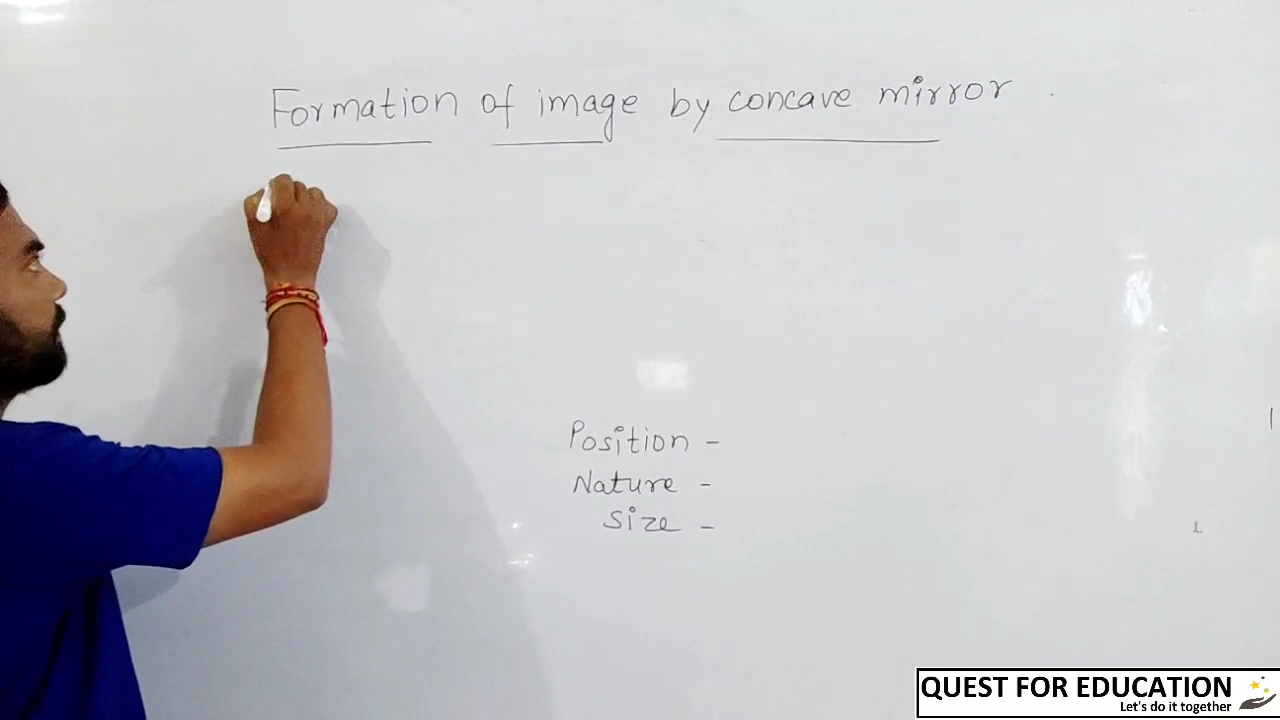 Formation of image by concave mirror
Position -
Nature -
Size -
QUEST FOR EDUCATION
Let's do it together